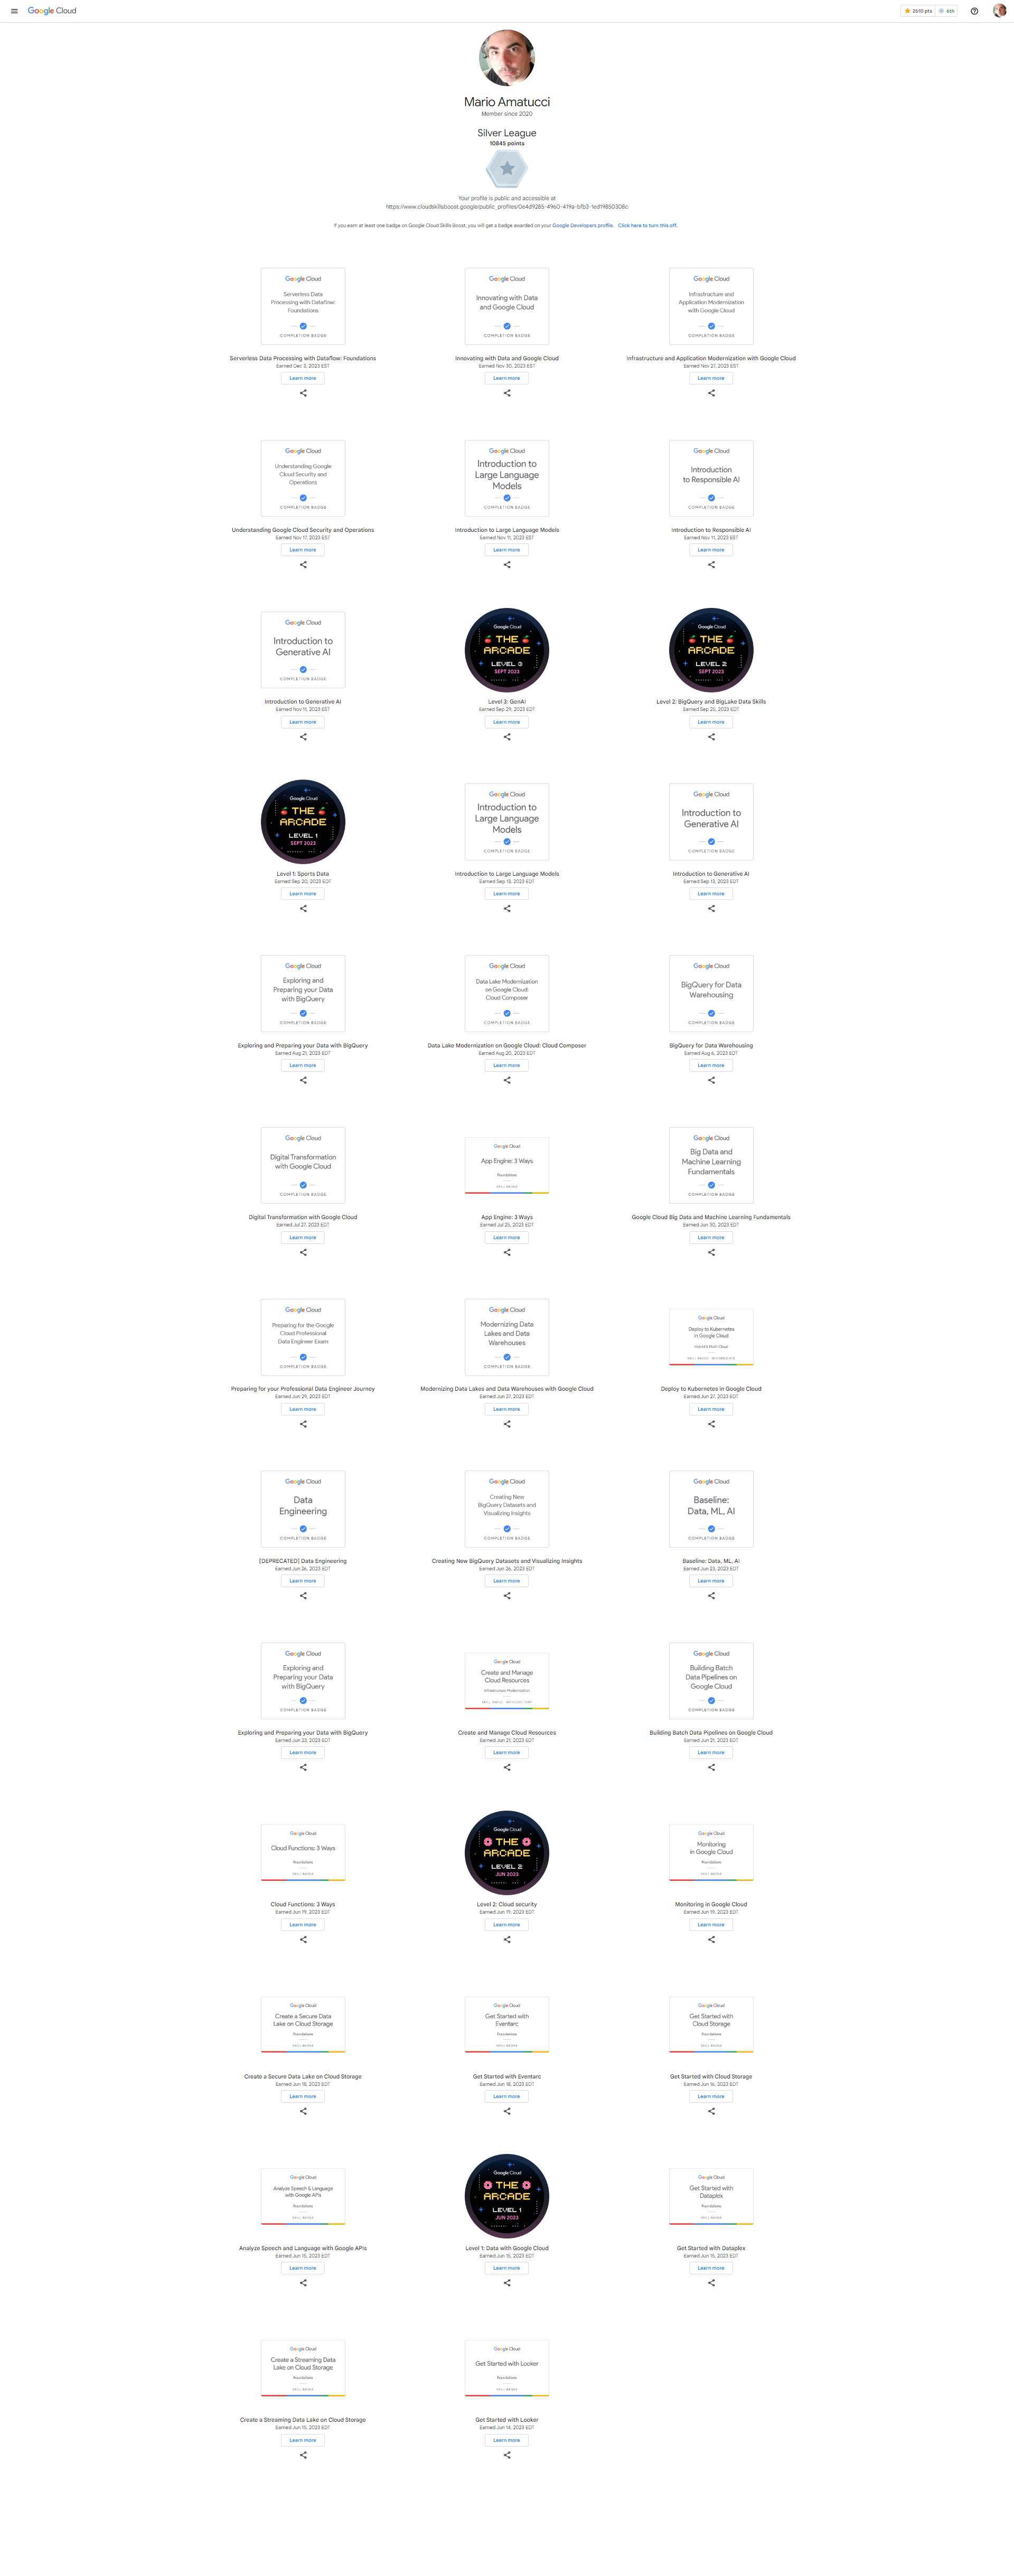 Google Cloud
2510 pts
6th
Mario Amatucci
Member since 2020
Silver League
10845 points
Your profile is public and accessible at
https://www.cloudskillsboost.google/public_profiles/0e4d9285-4960-419a-bfb3-1ed19850308c
If you earn at least one badge on Google Cloud Skills Boost, you will get a badge awarded on your Google Developers profile. Click here to turn this off.
Google Cloud
Serverless Data
Processing with Dataflow:
Foundations
COMPLETION BADGE
Serverless Data Processing with Dataflow: Foundations
Earned Dec 3, 2023 EST
Learn more
Google Cloud
Innovating with Data
and Google Cloud
COMPLETION BADGE
Innovating with Data and Google Cloud
Earned Nov 30, 2023 EST
Learn more
Google Cloud
Infrastructure and
Application Modernization
with Google Cloud
COMPLETION BADGE
Infrastructure and Application Modernization with Google Cloud
Earned Nov 27, 2023 EST
Learn more
Google Cloud
Understanding Google
Cloud Security and
Operations
COMPLETION BADGE
Understanding Google Cloud Security and Operations
Earned Nov 17, 2023 EST
Learn more
Google Cloud
Introduction to
Large Language
Models
COMPLETION BADGE
Introduction to Large Language Models
Earned Nov 11, 2023 EST
Learn more
Google Cloud
Introduction
to Responsible AI
COMPLETION BADGE
Introduction to Responsible AI
Earned Nov 11, 2023 EST
Learn more
Google Cloud
Introduction to
Generative AI
COMPLETION BADGE
Introduction to Generative AI
Earned Nov 11, 2023 EST
Learn more
Google Cloud
THE
ARCADE
LEVEL 3
SEPT 2023
Level 3: GenAI
Earned Sep 29, 2023 EDT
Learn more
Google Cloud
THE
ARCADE
LEVEL 2
SEPT 2023
Level 2: BigQuery and BigLake Data Skills
Earned Sep 25, 2023 EDT
Learn more
Google Cloud
THE
ARCADE
LEVEL 1
SEPT 2023
Level 1: Sports Data
Earned Sep 20, 2023 EDT
Learn more
Google Cloud
Introduction to
Large Language
Models
COMPLETION BADGE
Introduction to Large Language Models
Earned Sep 13, 2023 EDT
Learn more
Google Cloud
Introduction to
Generative AI
COMPLETION BADGE
Introduction to Generative AI
Earned Sep 13, 2023 EDT
Learn more
Google Cloud
Exploring and
Preparing your Data
with BigQuery
COMPLETION BADGE
Exploring and Preparing your Data with BigQuery
Earned Aug 21, 2023 EDT
Learn more
Google Cloud
Data Lake Modernization
on Google Cloud:
Cloud Composer
COMPLETION BADGE
Data Lake Modernization on Google Cloud: Cloud Composer
Earned Aug 20, 2023 EDT
Learn more
Google Cloud
BigQuery for Data
Warehousing
COMPLETION BADGE
BigQuery for Data Warehousing
Earned Aug 6, 2023 EDT
Learn more
Google Cloud
Digital Transformation
with Google Cloud
COMPLETION BADGE
Digital Transformation with Google Cloud
Earned Jul 27, 2023 EDT
Learn more
Google Cloud
App Engine: 3 Ways
Foundations
SKILL BADGE
App Engine: 3 Ways
Earned Jul 25, 2023 EDT
Learn more
Google Cloud
Big Data and
Machine Learning
Fundamentals
COMPLETION BADGE
Google Cloud Big Data and Machine Learning Fundamentals
Earned Jun 30, 2023 EDT
Learn more
Google Cloud
Preparing for the Google
Cloud Professional
Data Engineer Exam
COMPLETION BADGE
Preparing for your Professional Data Engineer Journey
Earned Jun 29, 2023 EDT
Learn more
Google Cloud
Modernizing Data
Lakes and Data
Warehouses
COMPLETION BADGE
Modernizing Data Lakes and Data Warehouses with Google Cloud
Earned Jun 27, 2023 EDT
Learn more
Google Cloud
Deploy to Kubernetes
in Google Cloud
Hybrid & Multi Cloud
Deploy to Kubernetes in Google Cloud
Earned Jun 27, 2023 EDT
Learn more
Google Cloud
Data
Engineering
COMPLETION BADGE
[DEPRECATED] Data Engineering
Earned Jun 26, 2023 EDT
Learn more
Google Cloud
Creating New
BigQuery Datasets and
Visualizing Insights
COMPLETION BADGE
Creating New BigQuery Datasets and Visualizing Insights
Earned Jun 26, 2023 EDT
Learn more
Google Cloud
Baseline:
Data, ML, AI
COMPLETION BADGE
Baseline: Data, ML, AI
Earned Jun 23, 2023 EDT
Learn more
Google Cloud
Exploring and
Preparing your Data
with BigQuery
COMPLETION BADGE
Exploring and Preparing your Data with BigQuery
Earned Jun 23, 2023 EDT
Learn more
Google Cloud
Create and Manage
Cloud Resources
Infrastructure Modernization
Create and Manage Cloud Resources
Earned Jun 21, 2023 EDT
Learn more
Google Cloud
Building Batch
Data Pipelines on
Google Cloud
COMPLETION BADGE
Building Batch Data Pipelines on Google Cloud
Earned Jun 21, 2023 EDT
Learn more
Google Cloud
Cloud Functions: 3 Ways
Foundations
SKILL BADGE
Cloud Functions: 3 Ways
Earned Jun 19, 2023 EDT
Learn more
Google Cloud
THE
ARCADE
LEVEL 2
JUN 2023
Level 2: Cloud security
Earned Jun 19, 2023 EDT
Learn more
Google Cloud
Monitoring
in Google Cloud
Foundations
SKILL BADGE
Monitoring in Google Cloud
Earned Jun 19, 2023 EDT
Learn more
Google Cloud
Create a Secure Data
Lake on Cloud Storage
Foundations
SKILL BADGE
Create a Secure Data Lake on Cloud Storage
Earned Jun 18, 2023 EDT
Learn more
Google Cloud
Get Started with
Eventarc
Foundations
SKILL BADGE
Get Started with Eventarc
Earned Jun 18, 2023 EDT
Learn more
Google Cloud
Get Started with
Cloud Storage
Foundations
SKILL BADGE
Get Started with Cloud Storage
Earned Jun 16, 2023 EDT
Learn more
Google Cloud
Analyze Speech & Language
with Google APIs
Foundations
SKILL BADGE
Analyze Speech and Language with Google APIs
Earned Jun 15, 2023 EDT
Learn more
Google Cloud
THE
ARCADE
LEVEL 1
JUN 2023
Level 1: Data with Google Cloud
Earned Jun 15, 2023 EDT
Learn more
Google Cloud
Get Started with
Dataplex
Foundations
SKILL BADGE
Get Started with Dataplex
Earned Jun 15, 2023 EDT
Learn more
Google Cloud
Create a Streaming Data
Lake on Cloud Storage
Foundations
SKILL BADGE
Create a Streaming Data Lake on Cloud Storage
Earned Jun 15, 2023 EDT
Learn more
Google Cloud
Get Started with Looker
Foundations
SKILL BADGE
Get Started with Looker
Earned Jun 14, 2023 EDT
Learn more